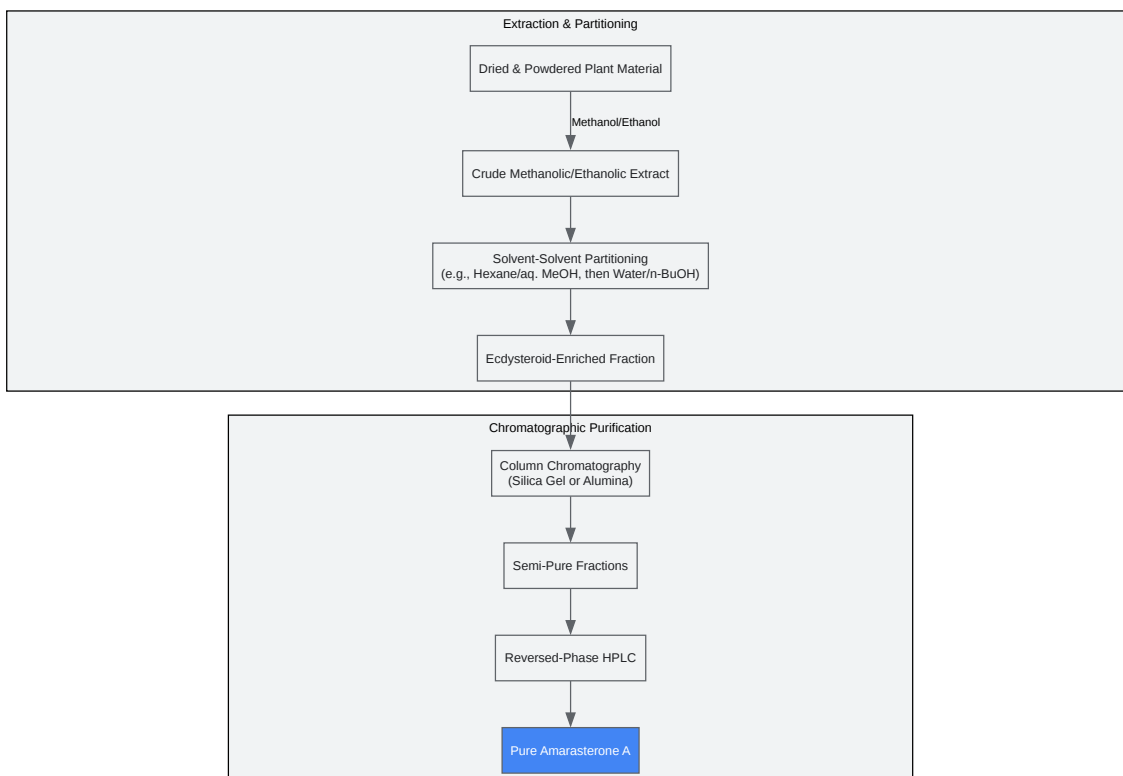 Extraction & Partitioning
Dried & Powdered Plant Material
Methanol/Ethanol
Crude Methanolic/Ethanolic Extract
Solvent-Solvent Partitioning
(e.g., Hexane/aq. MeOH, then Water/n-BuOH)
Ecdysteroid-Enriched Fraction
Chromatographic Purification
Column Chromatography
(Silica Gel or Alumina)
Semi-Pure Fractions
Reversed-Phase HPLC
Pure Amarasterone A